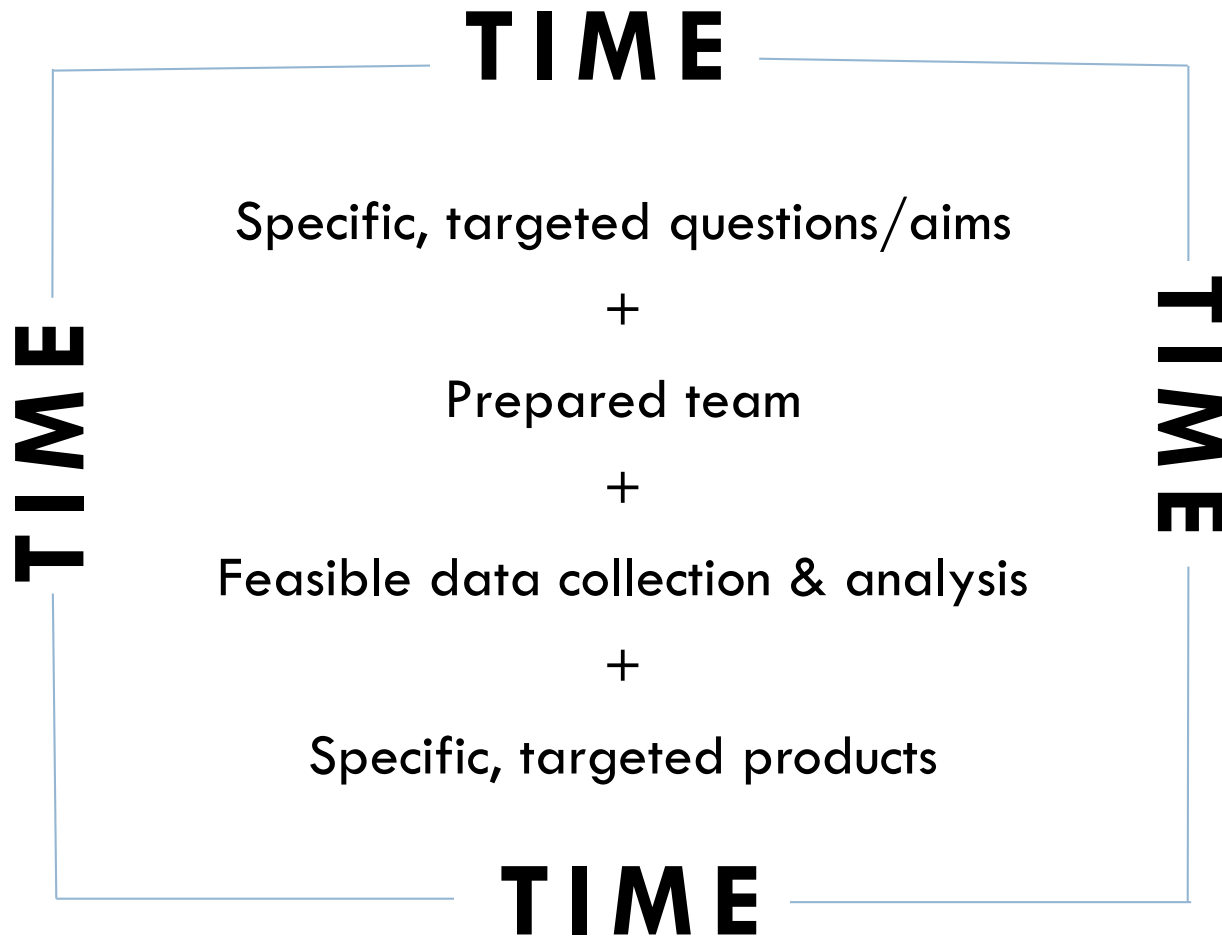 TIME
Specific, targeted questions/aims
+
TIME
TIME
Prepared team
+
Feasible data collection & analysis
+
Specific, targeted products
TIME